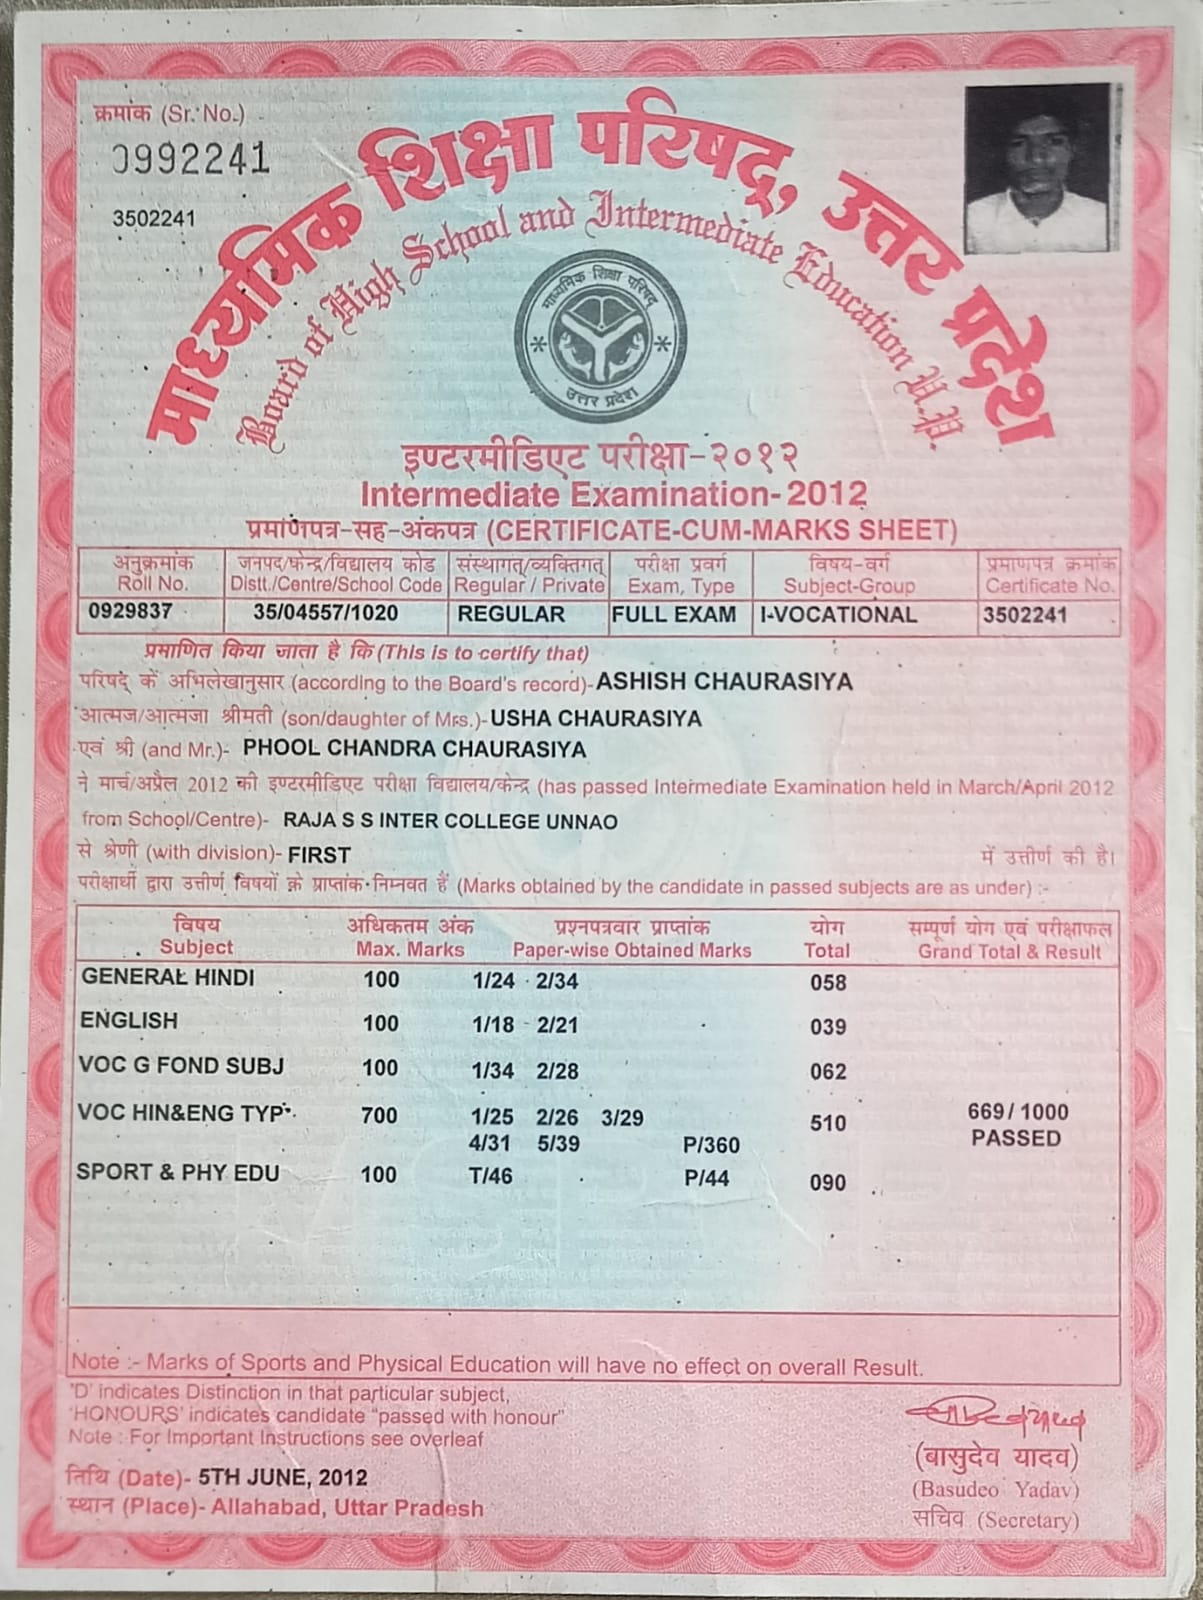 क्रमांक (Sr. No.)
0992241
3502241
माध्यमिक शिक्षा परिषद्, उत्तर प्रदेश
Board of High School and Intermediate Education U.P.
माध्यमिक शिक्षा परिषद्
उत्तर प्रदेश
इण्टरमीडिएट परीक्षा-२०१२
Intermediate Examination- 2012
प्रमाणपत्र-सह-अंकपत्र (CERTIFICATE-CUM-MARKS SHEET)
अनुक्रमांक जनपद/केन्द्र/विद्यालय कोड संस्थागत्/व्यक्तिगत् परीक्षा प्रवर्ग विषय-वर्ग प्रमाणपत्र क्रमांक
Roll No. Distt./Centre/School Code Regular / Private Exam, Type Subject-Group Certificate No.
0929837 35/04557/1020 REGULAR FULL EXAM I-VOCATIONAL 3502241
प्रमाणित किया जाता है कि (This is to certify that)
परिषद् कें अभिलेखानुसार (according to the Board's record)- ASHISH CHAURASIYA
आत्मज/आत्मजा श्रीमती (son/daughter of Mrs.)- USHA CHAURASIYA
एवं श्री (and Mr.)- PHOOL CHANDRA CHAURASIYA
ने मार्च/अप्रैल 2012 की इण्टरमीडिएट परीक्षा विद्यालय/केन्द्र (has passed Intermediate Examination held in March/April 2012
from School/Centre)- RAJA S S INTER COLLEGE UNNAO
से श्रेणी (with division)- FIRST में उत्तीर्ण की है।
परीक्षार्थी द्वारा उत्तीर्ण विषयों के प्राप्तांक निम्नवत हैं (Marks obtained by the candidate in passed subjects are as under) :-
विषय अधिकतम अंक प्रश्नपत्रवार प्राप्तांक योग सम्पूर्ण योग एवं परीक्षाफल
Subject Max. Marks Paper-wise Obtained Marks Total Grand Total & Result
GENERAL HINDI 100 1/24 2/34 058
ENGLISH 100 1/18 2/21 039
VOC G FOND SUBJ 100 1/34 2/28 062
VOC HIN&ENG TYP 700 1/25 2/26 3/29 510 669/1000
4/31 5/39 P/360 PASSED
SPORT & PHY EDU 100 T/46 P/44 090
Note :- Marks of Sports and Physical Education will have no effect on overall Result.
'D' indicates Distinction in that particular subject,
'HONOURS' indicates candidate "passed with honour"
Note : For Important Instructions see overleaf
तिथि (Date)- 5TH JUNE, 2012
स्थान (Place)- Allahabad, Uttar Pradesh
(बासुदेव यादव)
(Basudeo Yadav)
सचिव (Secretary)